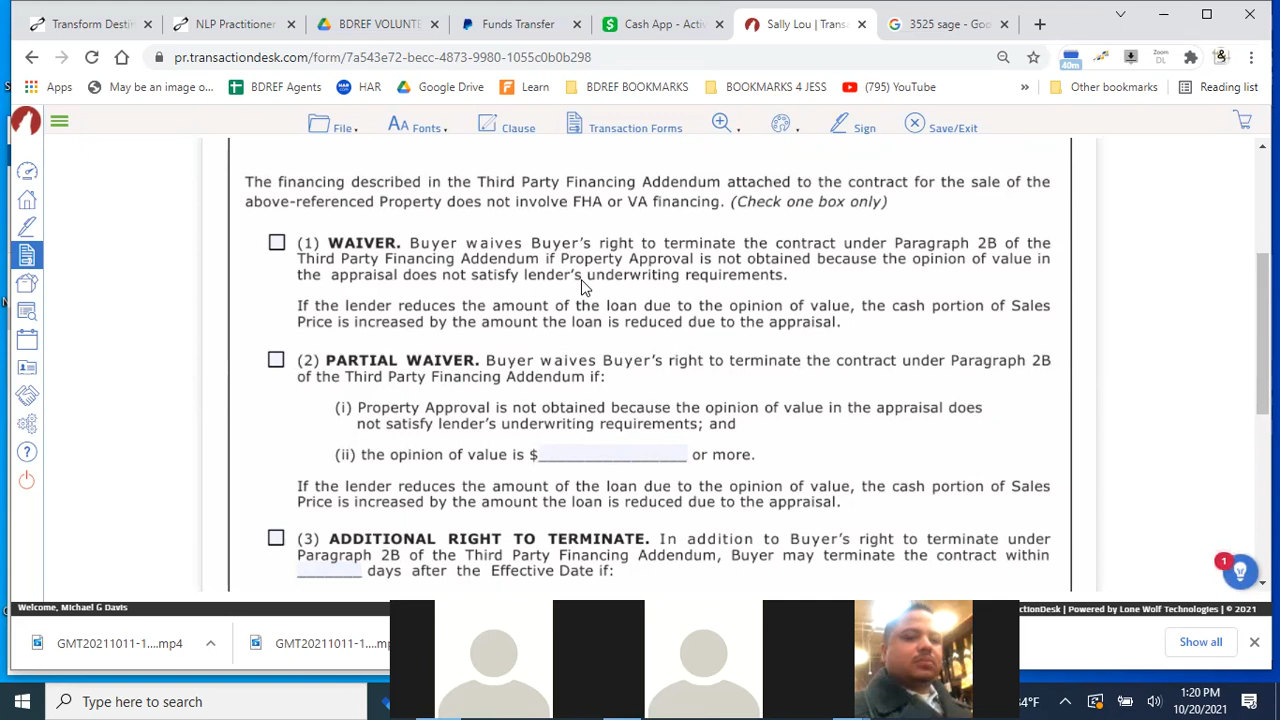 Transform Desti
NLP Practitioner
BDREF VOLUNTE
Funds Transfer
Cash App - Activ
Sally Lou | Trans
3525 sage - Goo
pr.transactiondesk.com/form/7a543e72-becc-4873-9980-1055c0b0b298
40m
Zoom DL
Apps
May be an image o...
BDREF Agents
HAR
Google Drive
Learn
BDREF BOOKMARKS
BOOKMARKS 4 JESS
(795) YouTube
Other bookmarks
Reading list
File
Fonts
Clause
Transaction Forms
Sign
Save/Exit
The financing described in the Third Party Financing Addendum attached to the contract for the sale of the
above-referenced Property does not involve FHA or VA financing. (Check one box only)
(1) WAIVER. Buyer waives Buyer's right to terminate the contract under Paragraph 2B of the
Third Party Financing Addendum if Property Approval is not obtained because the opinion of value in
the appraisal does not satisfy lender's underwriting requirements.
If the lender reduces the amount of the loan due to the opinion of value, the cash portion of Sales
Price is increased by the amount the loan is reduced due to the appraisal.
(2) PARTIAL WAIVER. Buyer waives Buyer's right to terminate the contract under Paragraph 2B
of the Third Party Financing Addendum if:
(i) Property Approval is not obtained because the opinion of value in the appraisal does
not satisfy lender's underwriting requirements; and
(ii) the opinion of value is $ or more.
If the lender reduces the amount of the loan due to the opinion of value, the cash portion of Sales
Price is increased by the amount the loan is reduced due to the appraisal.
(3) ADDITIONAL RIGHT TO TERMINATE. In addition to Buyer's right to terminate under
Paragraph 2B of the Third Party Financing Addendum, Buyer may terminate the contract within
days after the Effective Date if:
1
Welcome, Michael G Davis
ctionDesk | Powered by Lone Wolf Technologies | © 2021
GMT20211011-1....mp4
GMT20211011-1....mp
Show all
Type here to search
4°F
1:20 PM
10/20/2021